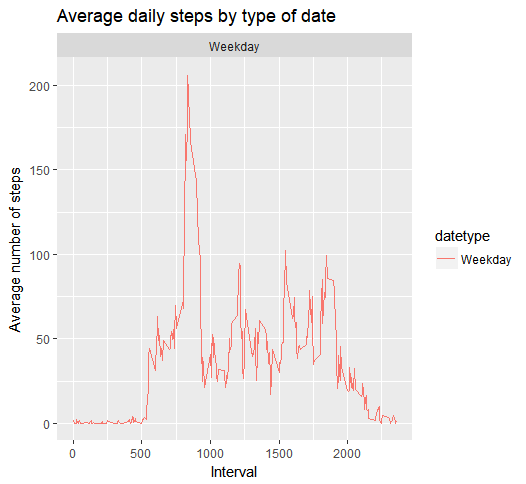 Average daily steps by type of date
Weekday
Average number of steps
200
150
100
50
0
0 500 1000 1500 2000
Interval
datetype
Weekday